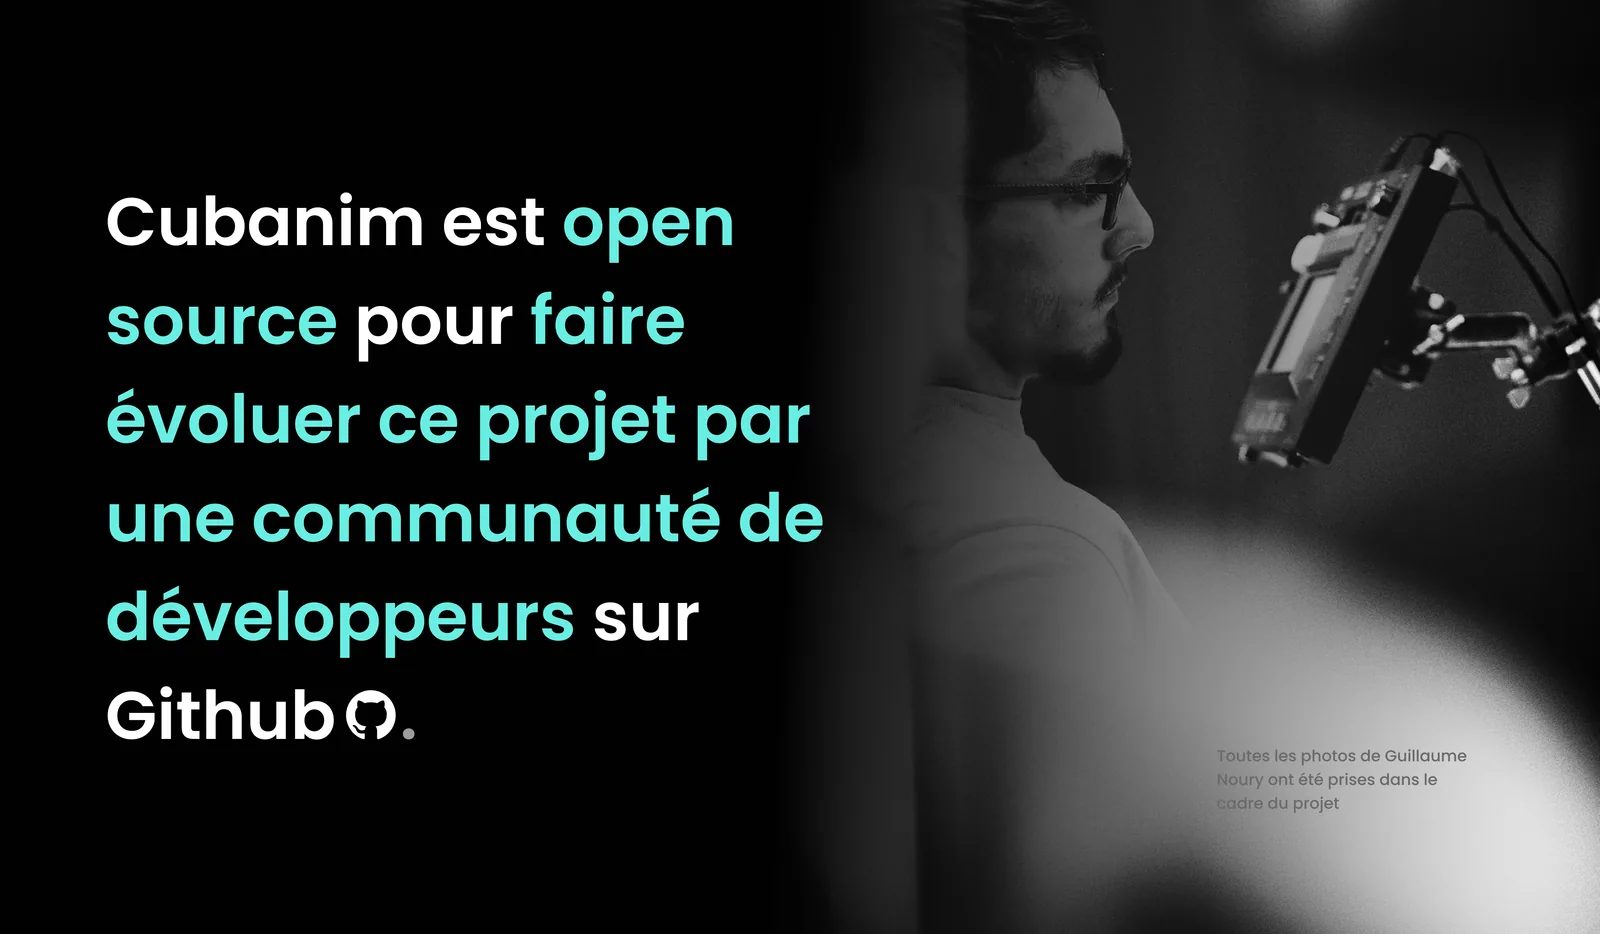 Cubanim est open
source pour faire
évoluer ce projet par
une communauté de
développeurs sur
Github.
Toutes les photos de Guillaume
Noury ont été prises dans le
cadre du projet